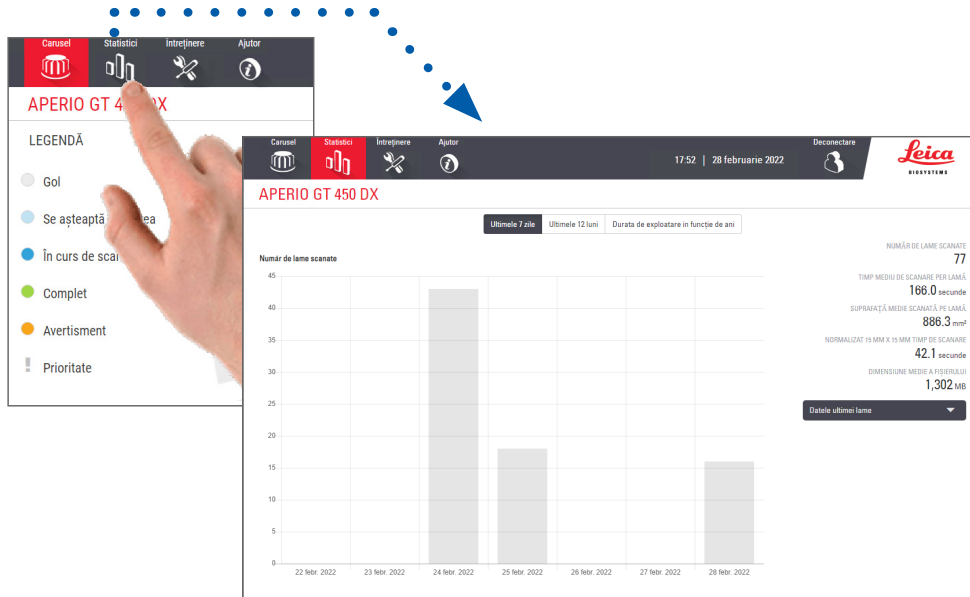 Carusel
Statistici
Întreținere
Ajutor
APERIO GT 4 DX
LEGENDĂ
Gol
Se așteaptă
În curs de
Complet
Avertisment
! Prioritate
Carusel
Statistici
Întreținere
Ajutor
17:52 | 28 februarie 2022
Deconectare
Leica
BIOSYSTEMS
APERIO GT 450 DX
Ultimele 7 zile
Ultimele 12 luni
Durata de exploatare in funcție de ani
Număr de lame scanate
45
40
35
30
25
20
15
10
5
0
22 febr. 2022
23 febr. 2022
24 febr. 2022
25 febr. 2022
26 febr. 2022
27 febr. 2022
28 febr. 2022
NUMĂR DE LAME SCANATE
77
TIMP MEDIU DE SCANARE PER LAMĂ
166.0 secunde
SUPRAFAȚĂ MEDIE SCANATĂ PE LAMĂ
886.3 mm²
NORMALIZAT 15 MM X 15 MM TIMP DE SCANARE
42.1 secunde
DIMENSIUNE MEDIE A FIȘIERULUI
1,302 MB
Datele ultimei lame